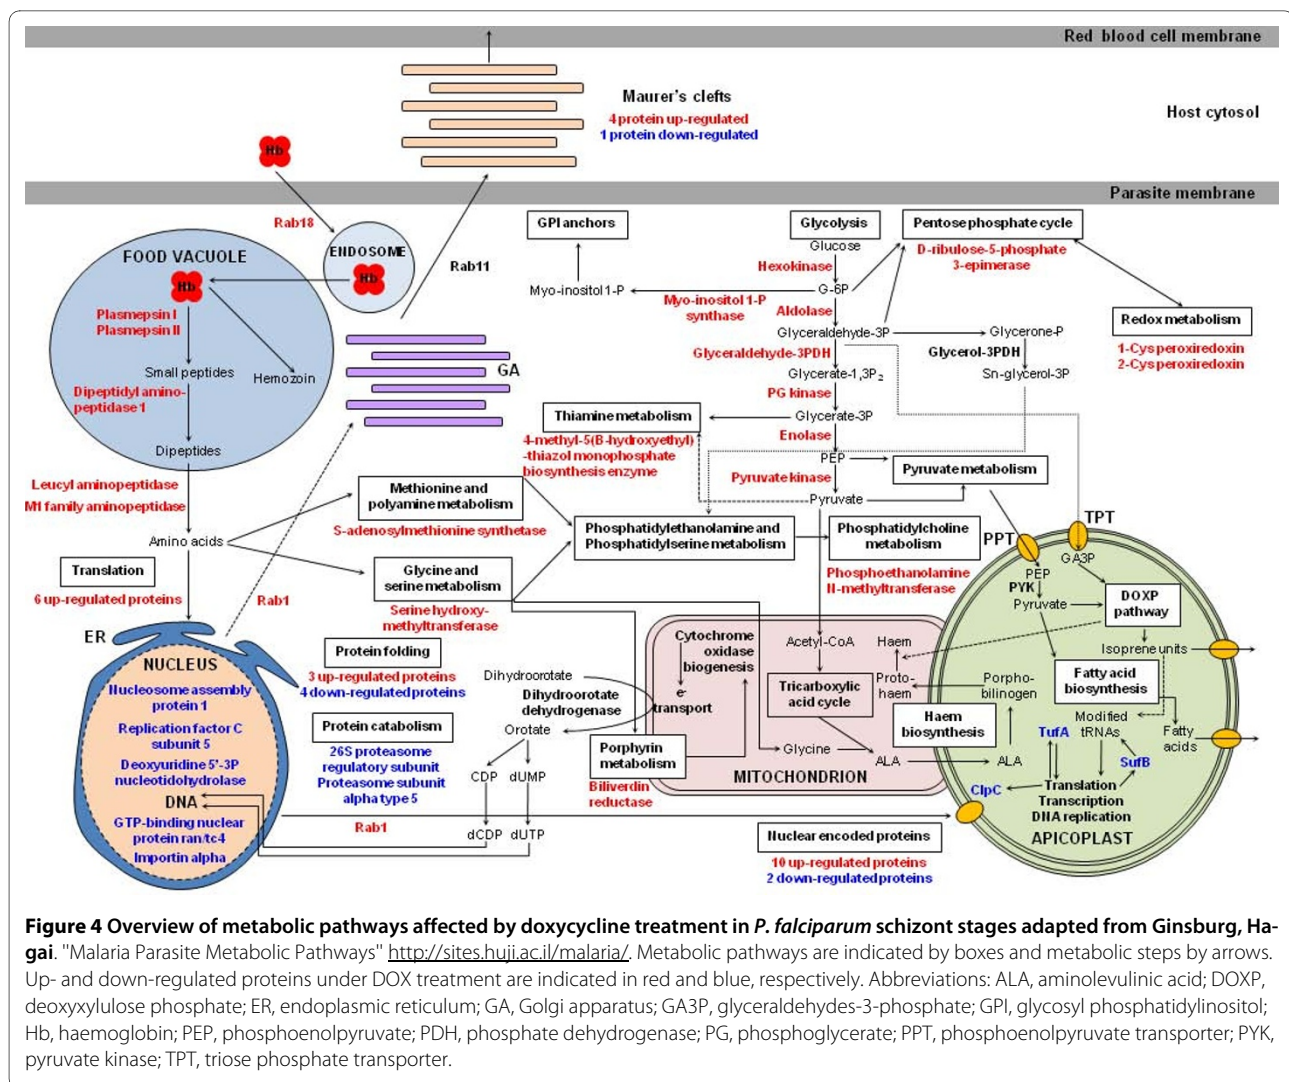 Red blood cell membrane
Maurer's clefts
4 protein up-regulated
1 protein down-regulated
Host cytosol
Hb
Parasite membrane
Rab18
ENDOSOME
Hb
Rab11
FOOD VACUOLE
Hb
Plasmepsin I
Plasmepsin II
Small peptides
Hemozoin
Dipeptidyl amino-
peptidase 1
Dipeptides
GA
GPI anchors
Glycolysis
Pentose phosphate cycle
Glucose
D-ribulose-5-phosphate
3-epimerase
Hexokinase
Myo-inositol 1-P
G-6P
Myo-inositol 1-P
synthase
Aldolase
Redox metabolism
Glyceraldehyde-3P
Glycerone-P
1-Cys peroxiredoxin
2-Cys peroxiredoxin
Glyceraldehyde-3PDH
Glycerol-3PDH
Glycerate-1,3P2
Sn-glycerol-3P
PG kinase
Thiamine metabolism
Glycerate-3P
4-methyl-5(B-hydroxyethyl)
-thiazol monophosphate
biosynthesis enzyme
Enolase
PEP
Pyruvate metabolism
Pyruvate kinase
Pyruvate
Leucyl aminopeptidase
M1 family aminopeptidase
Amino acids
Methionine and
polyamine metabolism
S-adenosylmethionine synthetase
Phosphatidylethanolamine and
Phosphatidylserine metabolism
Phosphatidylcholine
metabolism
Phosphoethanolamine
N-methyltransferase
TPT
PPT
Translation
6 up-regulated proteins
Rab1
Glycine and
serine metabolism
Serine hydroxy-
methyltransferase
GA3P
PEP
PYK
Pyruvate
DOXP
pathway
Isoprene units
Fatty acid
biosynthesis
Modified
tRNAs
Fatty
acids
TufA
SufB
ClpC
Translation
Transcription
DNA replication
APICOPLAST
Porpho-
bilinogen
Haem
biosynthesis
ALA
ER
NUCLEUS
Nucleosome assembly
protein 1
Replication factor C
subunit 5
Deoxyuridine 5'-3P
nucleotidohydrolase
DNA
GTP-binding nuclear
protein ran/tc4
Importin alpha
Protein folding
3 up-regulated proteins
4 down-regulated proteins
Protein catabolism
26S proteasome
regulatory subunit
Proteasome subunit
alpha type 5
Rab1
Dihydroorotate
Dihydroorotate
dehydrogenase
Orotate
CDP
dUMP
dCDP
dUTP
Cytochrome
oxidase
biogenesis
e-
transport
Acetyl-CoA
Haem
Proto-
haem
Tricarboxylic
acid cycle
Glycine
ALA
MITOCHONDRION
Porphyrin
metabolism
Biliverdin
reductase
Nuclear encoded proteins
10 up-regulated proteins
2 down-regulated proteins
Figure 4 Overview of metabolic pathways affected by doxycycline treatment in P. falciparum schizont stages adapted from Ginsburg, Ha-
gai. "Malaria Parasite Metabolic Pathways" http://sites.huji.ac.il/malaria/. Metabolic pathways are indicated by boxes and metabolic steps by arrows.
Up- and down-regulated proteins under DOX treatment are indicated in red and blue, respectively. Abbreviations: ALA, aminolevulinic acid; DOXP,
deoxyxylulose phosphate; ER, endoplasmic reticulum; GA, Golgi apparatus; GA3P, glyceraldehydes-3-phosphate; GPI, glycosyl phosphatidylinositol;
Hb, haemoglobin; PEP, phosphoenolpyruvate; PDH, phosphate dehydrogenase; PG, phosphoglycerate; PPT, phosphoenolpyruvate transporter; PYK,
pyruvate kinase; TPT, triose phosphate transporter.